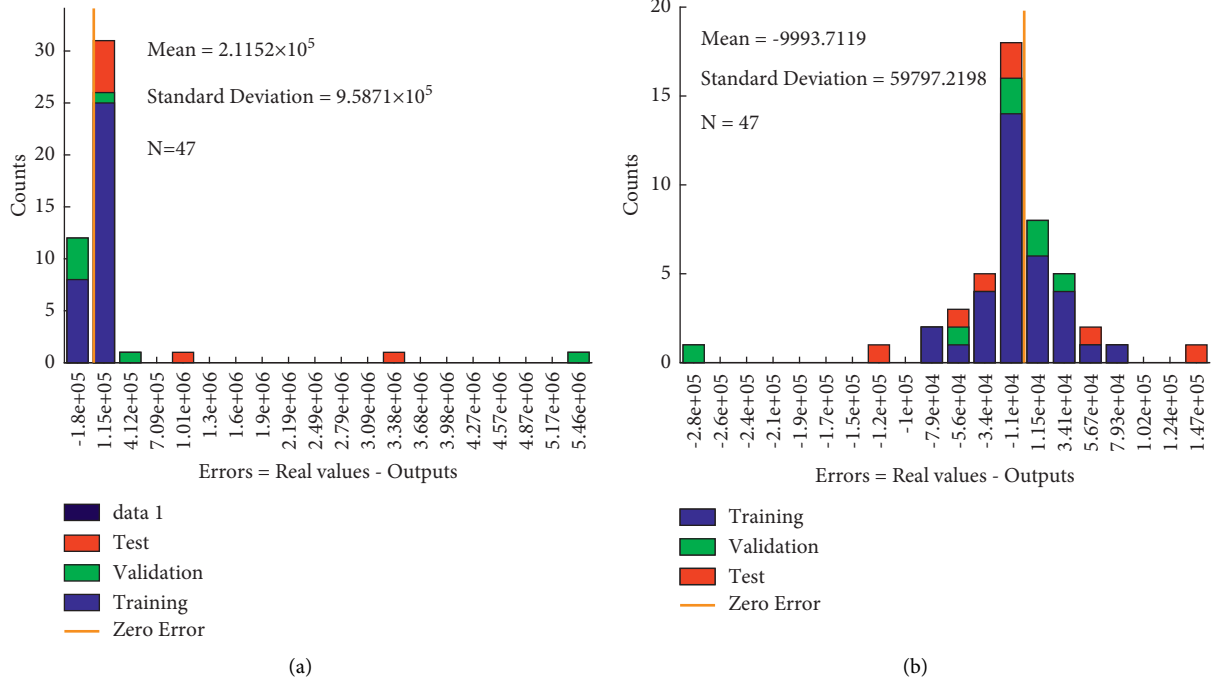 Mean = 2.1152×10⁵
Standard Deviation = 9.5871×10⁵
N=47
Counts
30
25
20
15
10
5
0
-1.8e+05
1.15e+05
4.12e+05
7.09e+05
1.01e+06
1.3e+06
1.6e+06
1.9e+06
2.19e+06
2.49e+06
2.79e+06
3.09e+06
3.38e+06
3.68e+06
3.98e+06
4.27e+06
4.57e+06
4.87e+06
5.17e+06
5.46e+06
Errors = Real values - Outputs
data 1
Test
Validation
Training
Zero Error
(a)
Mean = -9993.7119
Standard Deviation = 59797.2198
N = 47
Counts
20
15
10
5
0
-2.8e+05
-2.6e+05
-2.4e+05
-2.1e+05
-1.9e+05
-1.7e+05
-1.5e+05
-1.2e+05
-1e+05
-7.9e+04
-5.6e+04
-3.4e+04
-1.1e+04
1.15e+04
3.41e+04
5.67e+04
7.93e+04
1.02e+05
1.24e+05
1.47e+05
Errors = Real values - Outputs
Training
Validation
Test
Zero Error
(b)